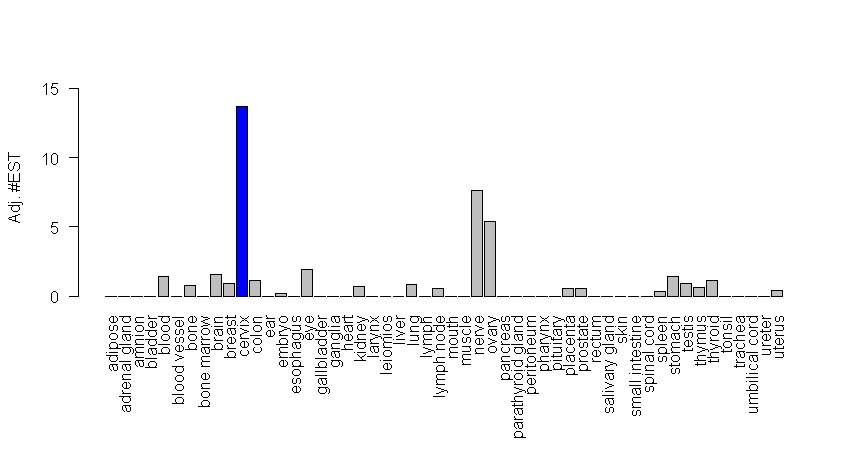 15
10
5
0
Adj. #EST
adipose
adrenal gland
amnion
bladder
blood
blood vessel
bone
bone marrow
brain
breast
cervix
colon
ear
embryo
esophagus
eye
gallbladder
ganglia
heart
kidney
larynx
leiomios
liver
lung
lymph
lymph node
mouth
muscle
nerve
ovary
pancreas
parathyroid gland
peritoneum
pharynx
pituitary
placenta
prostate
rectum
salivary gland
skin
small intestine
spinal cord
spleen
stomach
testis
thymus
thyroid
tonsil
trachea
umbilical cord
ureter
uterus